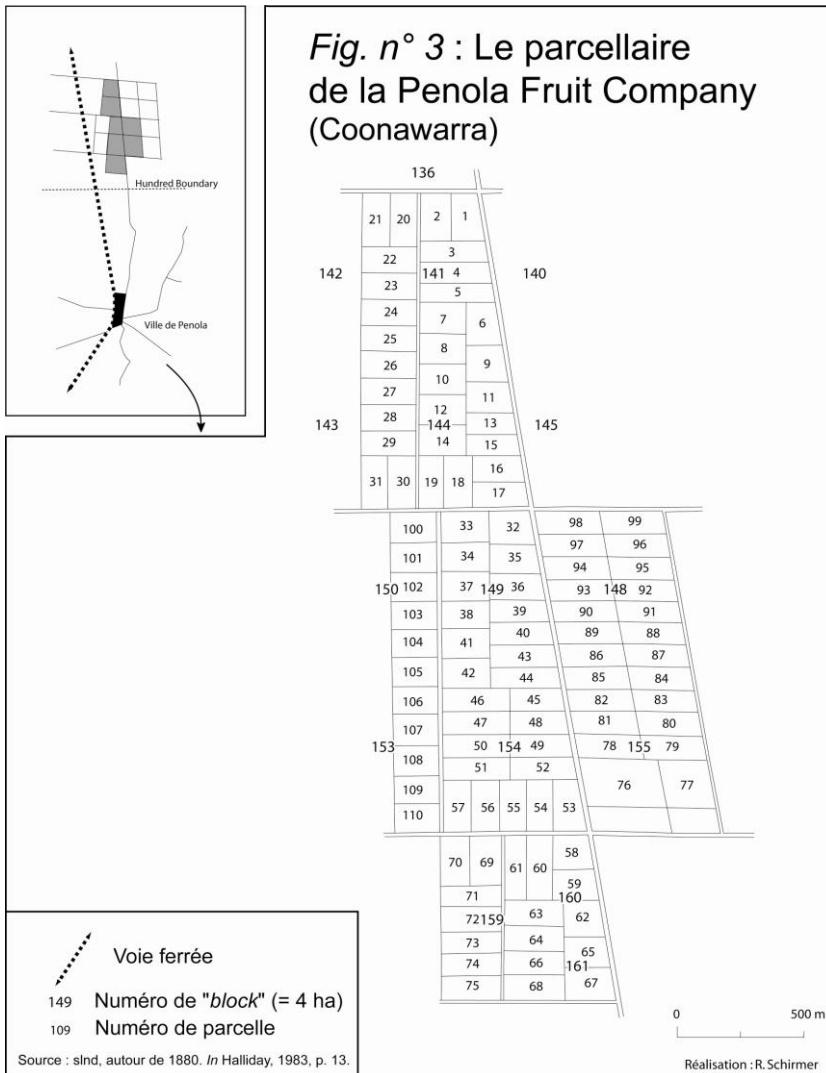 Fig. n° 3 : Le parcellaire
de la Penola Fruit Company
(Coonawarra)
Hundred Boundary
Ville de Penola
136
21 20 2 1
3
22
142 141 4 140
23 5
24 7 6
25 8
26 9
10
27 11
12
28 13
143 144 145
29 14 15
16
31 30 19 18
17
100 33 32 98 99
97 96
101 34 35
94 95
150 102 37 149 36 93 148 92
103 38 39 90 91
40 89 88
104 41
43 86 87
105 42 44 85 84
106 46 45 82 83
107 47 48 81 80
153 50 154 49 78 155 79
108 51 52
76 77
109
57 56 55 54 53
110
58
70 69 61 60
59
71 160
72 159 63 62
73 64
65
74 66 161
75 68 67
Voie ferrée
149 Numéro de "block" (= 4 ha)
109 Numéro de parcelle
Source : slnd, autour de 1880. In Halliday, 1983, p. 13.
0 500 m
Réalisation : R. Schirmer